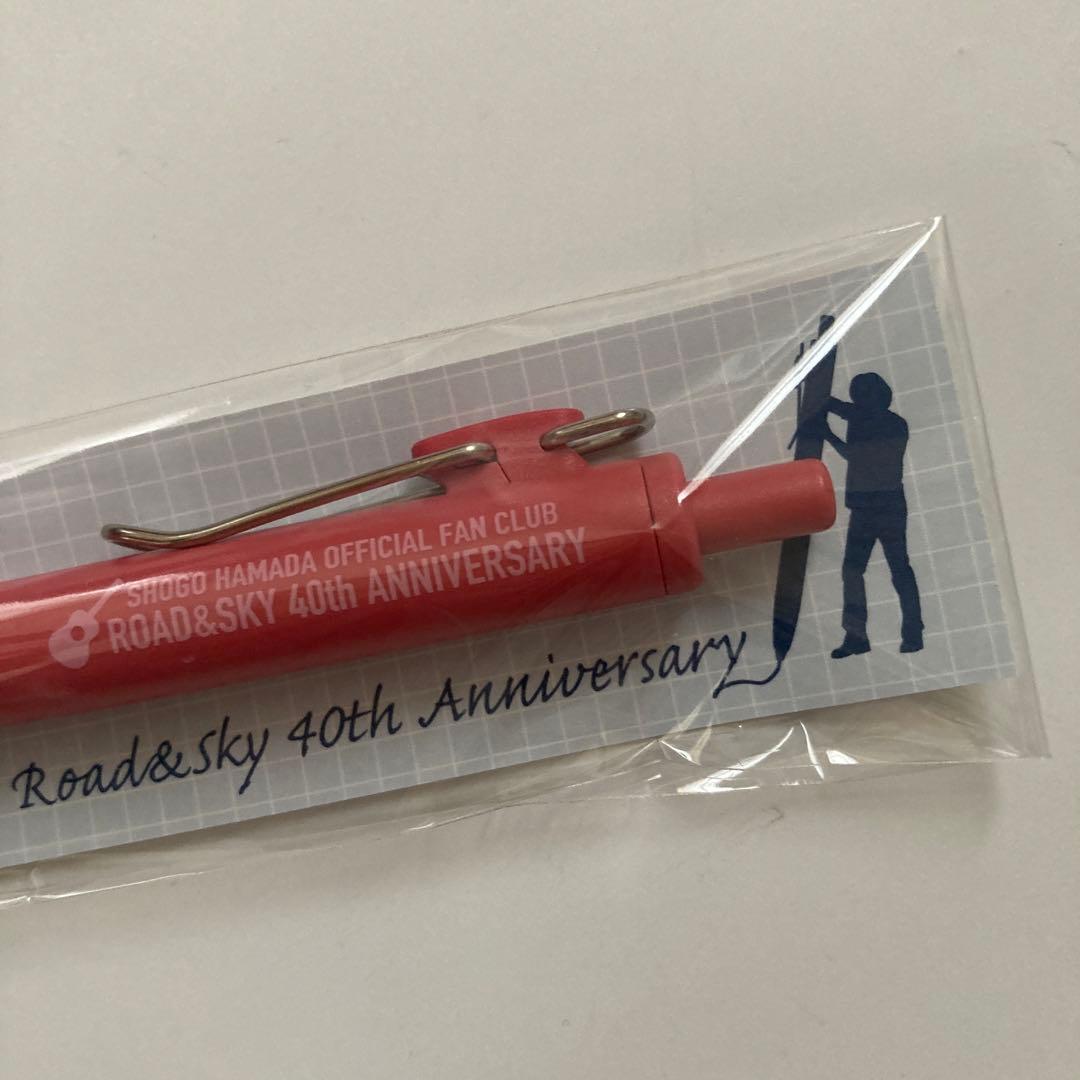 SHOGO HAMADA OFFICIAL FAN CLUB
ROAD&SKY 40th ANNIVERSARY
Road&Sky 40th Anniversary